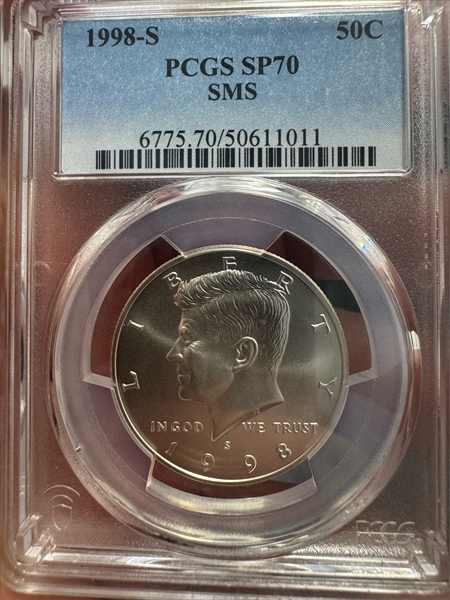 1998-S 50C
PCGS SP70
SMS
6775.70/50611011
LIBERTY
IN GOD WE TRUST
S
1998
PCGS